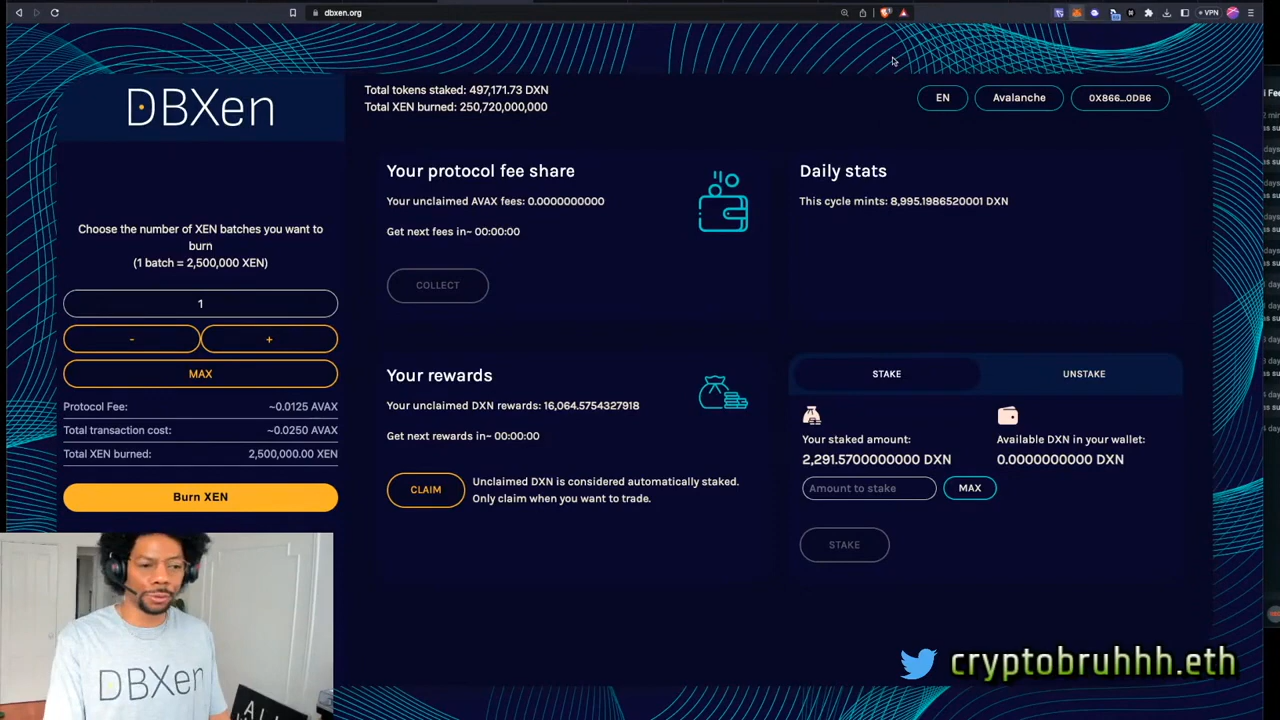 dbxen.org
VPN
DBXen
Total tokens staked: 497,171.73 DXN
Total XEN burned: 250,720,000,000
EN
Avalanche
0X866...0DB6
Choose the number of XEN batches you want to
burn
(1 batch = 2,500,000 XEN)
1
-
+
MAX
Protocol Fee:
~0.0125 AVAX
Total transaction cost:
~0.0250 AVAX
Total XEN burned:
2,500,000.00 XEN
Burn XEN
Your protocol fee share
Your unclaimed AVAX fees: 0.0000000000
Get next fees in~ 00:00:00
COLLECT
Daily stats
This cycle mints: 8,995.1986520001 DXN
Your rewards
Your unclaimed DXN rewards: 16,064.5754327918
Get next rewards in~ 00:00:00
CLAIM
Unclaimed DXN is considered automatically staked.
Only claim when you want to trade.
STAKE
UNSTAKE
Your staked amount:
2,291.5700000000 DXN
Available DXN in your wallet:
0.0000000000 DXN
Amount to stake
MAX
STAKE
DBXen
cryptobruhhh.eth